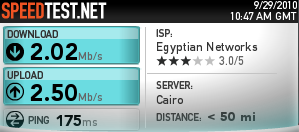 SPEEDTEST.NET
9/29/2010
10:47 AM GMT
DOWNLOAD
2.02 Mb/s
UPLOAD
2.50 Mb/s
PING 175 ms
ISP:
Egyptian Networks
★★★★★ 3.0/5
SERVER:
Cairo
DISTANCE: < 50 mi